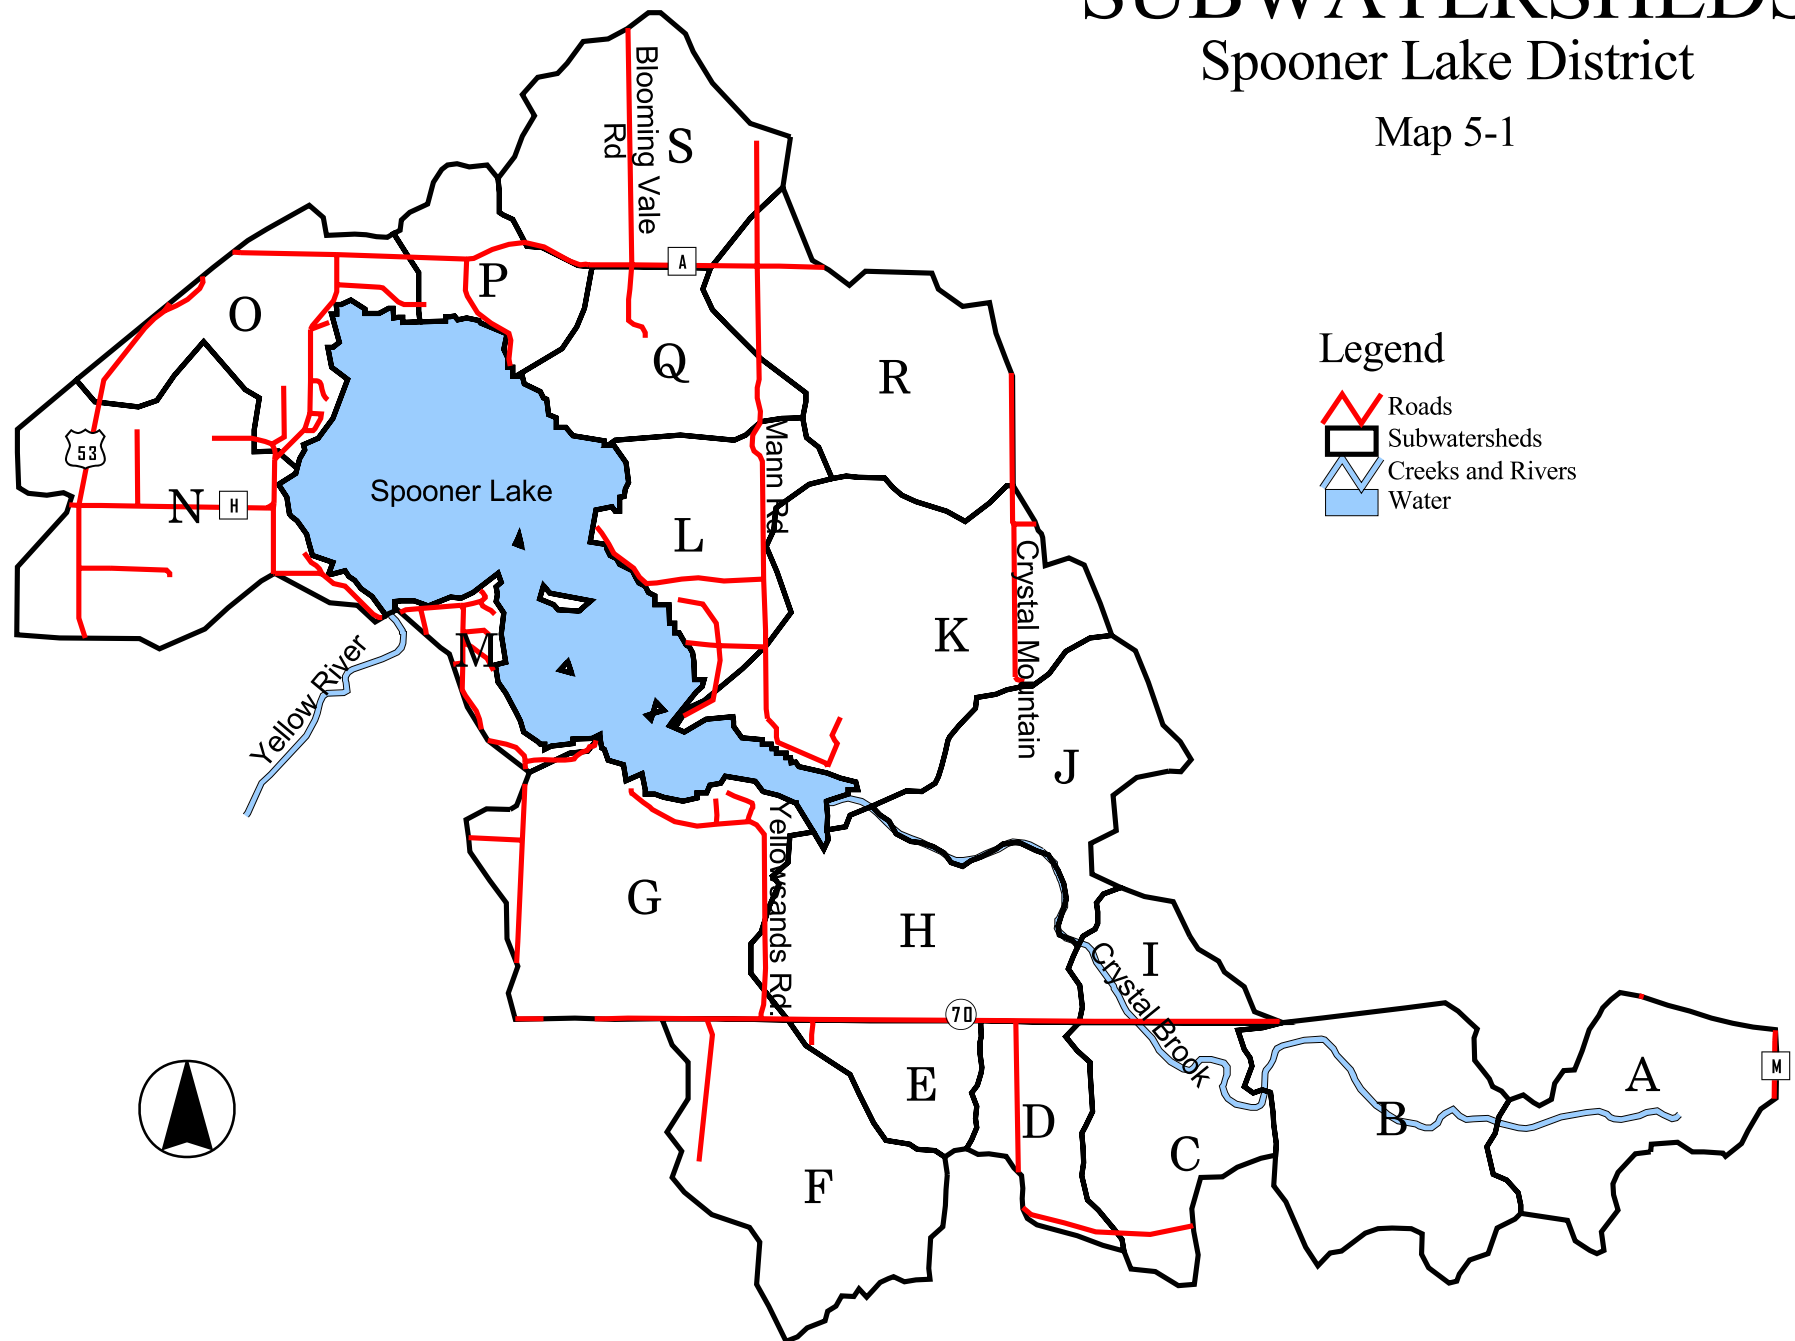 SUBWATERSHEDS
Spooner Lake District
Map 5-1
Blooming Vale
Rd
S
A
P
O
Q
R
Legend
Roads
Subwatersheds
Creeks and Rivers
Water
53
Spooner Lake
N
H
Mann Rd
L
K
Crystal Mountain
M
Yellow River
J
Yellowsands Rd.
G
H
I
Crystal Brook
70
A
M
E
B
D
C
F